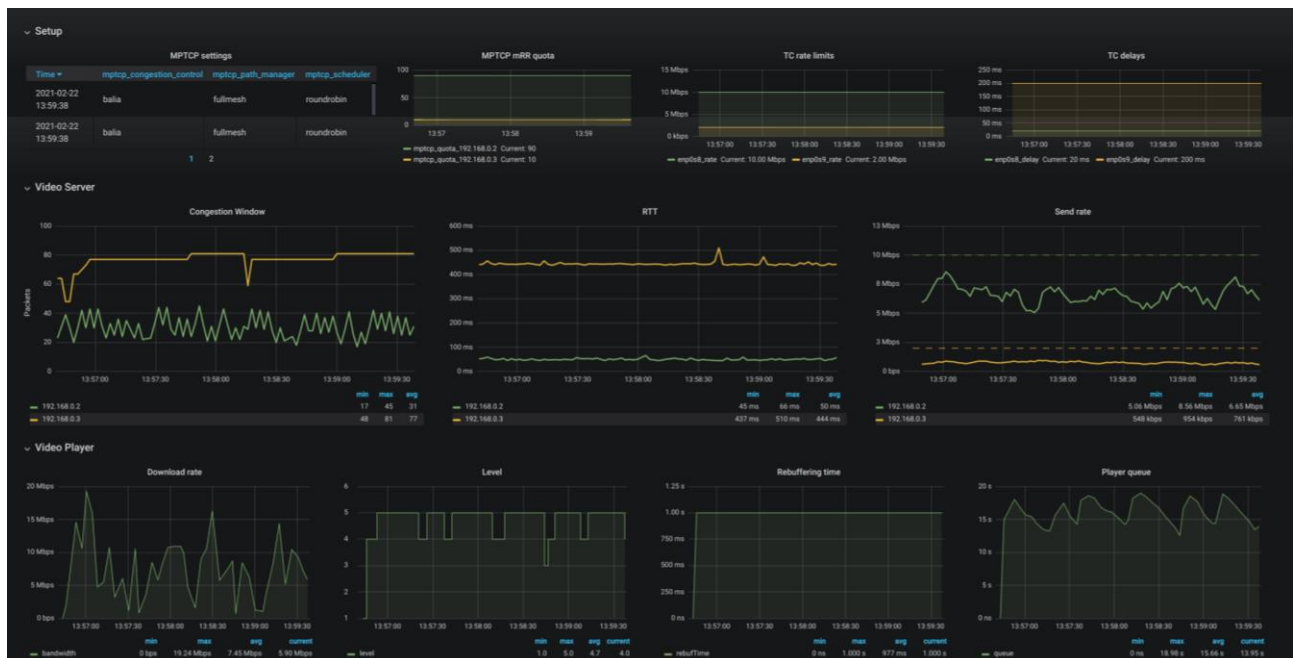 Setup
MPTCP settings
Time mptcp_congestion_control mptcp_path_manager mptcp_scheduler
2021-02-22
13:59:38
balia fullmesh roundrobin
2021-02-22
13:59:38
balia fullmesh roundrobin
1 2
MPTCP mRR quota
100
50
0
13:57 13:58 13:59
mptcp_quota_192.168.0.2 Current: 90
mptcp_quota_192.168.0.3 Current: 10
TC rate limits
15 Mbps
10 Mbps
5 Mbps
0 kbps
13:57:00 13:57:30 13:58:00 13:58:30 13:59:00 13:59:30
enp0s8_rate Current: 10.00 Mbps enp0s9_rate Current: 2.00 Mbps
TC delays
250 ms
200 ms
150 ms
100 ms
50 ms
0 ms
13:57:00 13:57:30 13:58:00 13:58:30 13:59:00 13:59:30
enp0s8_delay Current: 20 ms enp0s9_delay Current: 200 ms
Video Server
Congestion Window
Packets
100
80
60
40
20
0
13:57:00 13:57:30 13:58:00 13:58:30 13:59:00 13:59:30
min max avg
192.168.0.2 17 45 31
192.168.0.3 48 81 77
RTT
600 ms
500 ms
400 ms
300 ms
200 ms
100 ms
0 ms
13:57:00 13:57:30 13:58:00 13:58:30 13:59:00 13:59:30
min max avg
192.168.0.2 45 ms 66 ms 50 ms
192.168.0.3 437 ms 510 ms 444 ms
Send rate
13 Mbps
10 Mbps
8 Mbps
5 Mbps
3 Mbps
0 bps
13:57:00 13:57:30 13:58:00 13:58:30 13:59:00 13:59:30
min max avg
192.168.0.2 5.06 Mbps 8.56 Mbps 6.65 Mbps
192.168.0.3 548 kbps 954 kbps 761 kbps
Video Player
Download rate
20 Mbps
15 Mbps
10 Mbps
5 Mbps
0 bps
13:57:00 13:57:30 13:58:00 13:58:30 13:59:00 13:59:30
min max avg current
bandwidth 0 bps 19.24 Mbps 7.45 Mbps 5.90 Mbps
Level
6
5
4
3
2
1
13:57:00 13:57:30 13:58:00 13:58:30 13:59:00 13:59:30
min max avg current
level 1.0 5.0 4.7 4.0
Rebuffering time
1.25 s
1.00 s
750 ms
500 ms
250 ms
0 ns
13:57:00 13:57:30 13:58:00 13:58:30 13:59:00 13:59:30
min max avg current
rebufTime 0 ns 1.000 s 977 ms 1.000 s
Player queue
20 s
15 s
10 s
5 s
0 ns
13:57:00 13:57:30 13:58:00 13:58:30 13:59:00 13:59:30
min max avg current
queue 0 ns 18.98 s 15.66 s 13.95 s